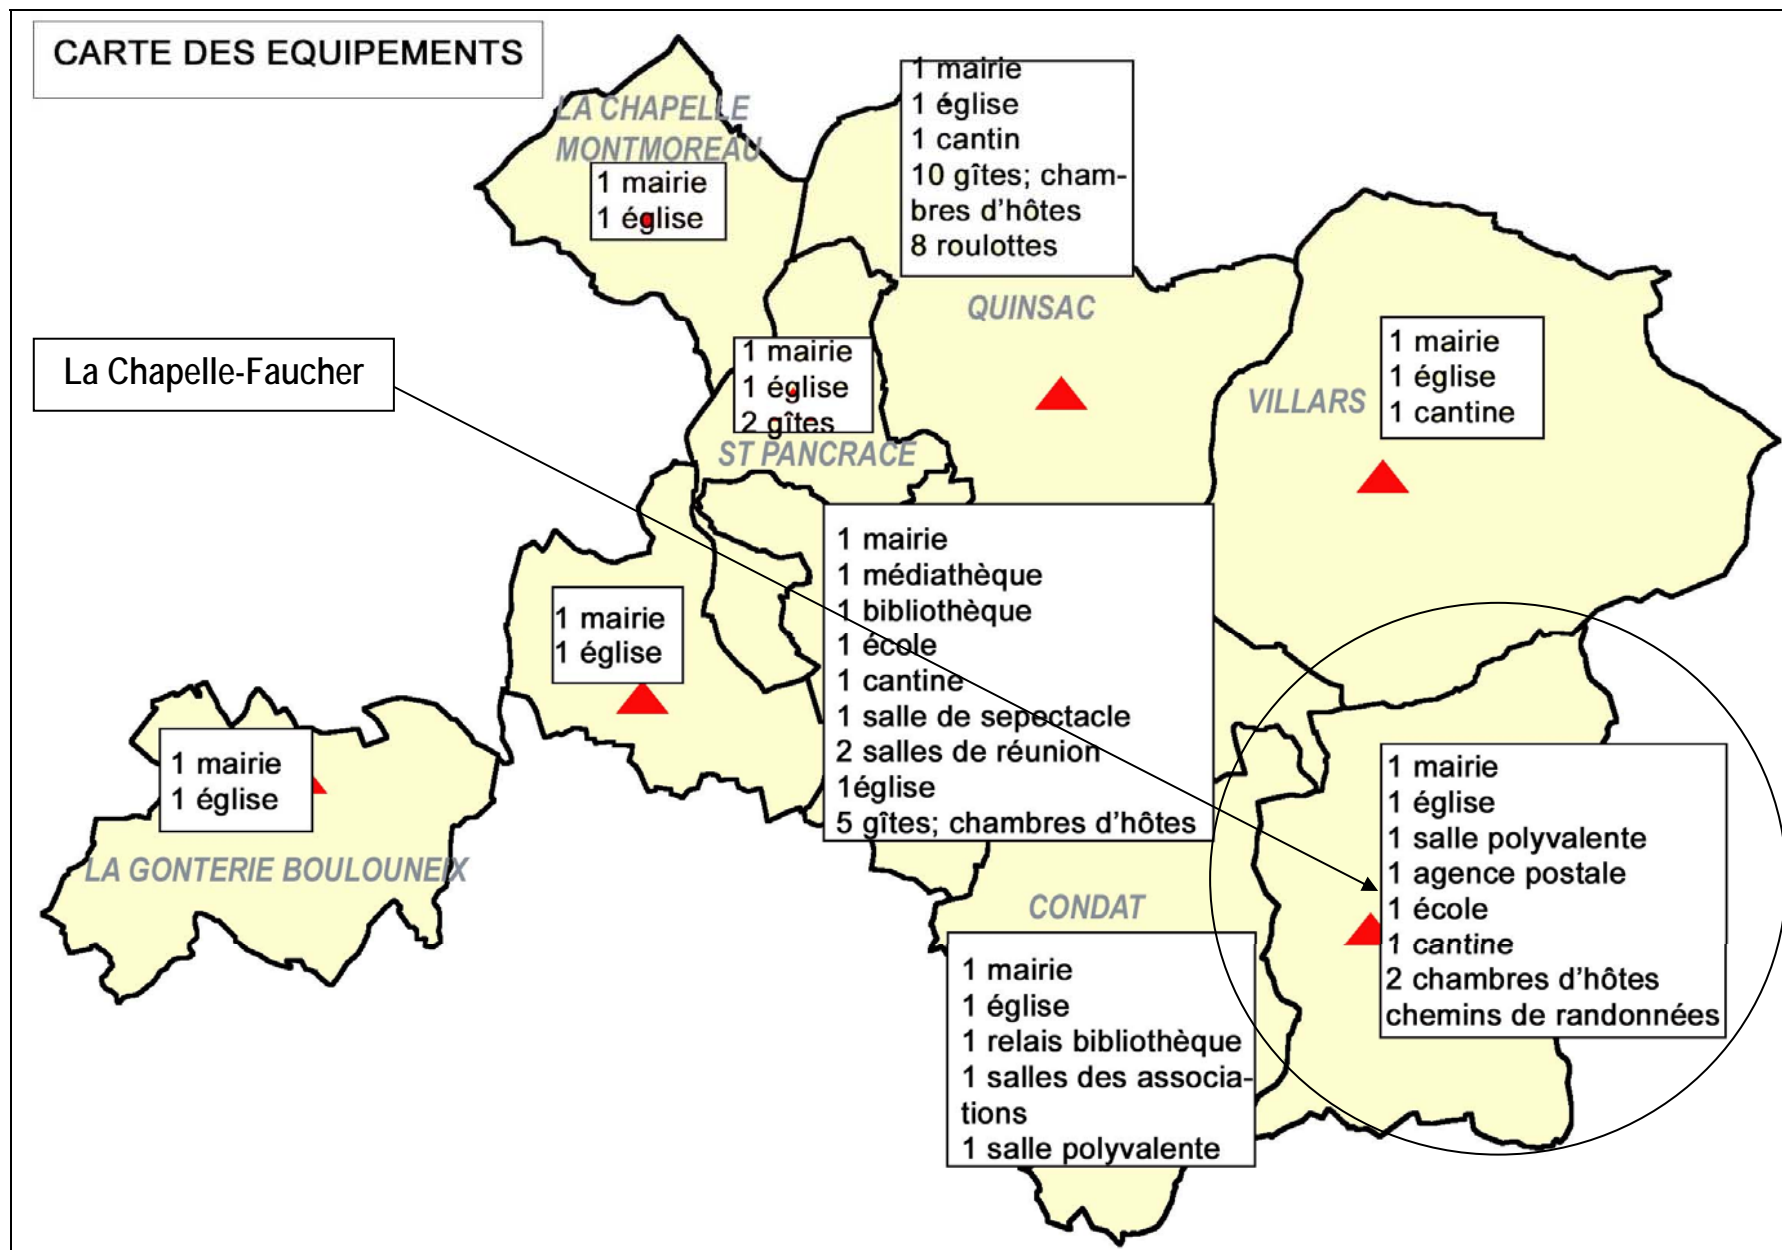 CARTE DES EQUIPEMENTS
LA CHAPELLE
MONTMOREAU
1 mairie
1 église
1 mairie
1 église
1 cantin
10 gîtes; cham-
bres d'hôtes
8 roulottes
QUINSAC
La Chapelle-Faucher
1 mairie
1 église
2 gîtes
ST PANCRACE
VILLARS
1 mairie
1 église
1 cantine
1 mairie
1 médiathèque
1 bibliothèque
1 école
1 cantine
1 salle de sepectacle
2 salles de réunion
1église
5 gîtes; chambres d'hôtes
1 mairie
1 église
1 mairie
1 église
LA GONTERIE BOULOUNEIX
1 mairie
1 église
1 salle polyvalente
1 agence postale
1 école
1 cantine
2 chambres d'hôtes
chemins de randonnées
CONDAT
1 mairie
1 église
1 relais bibliothèque
1 salles des associa-
tions
1 salle polyvalente